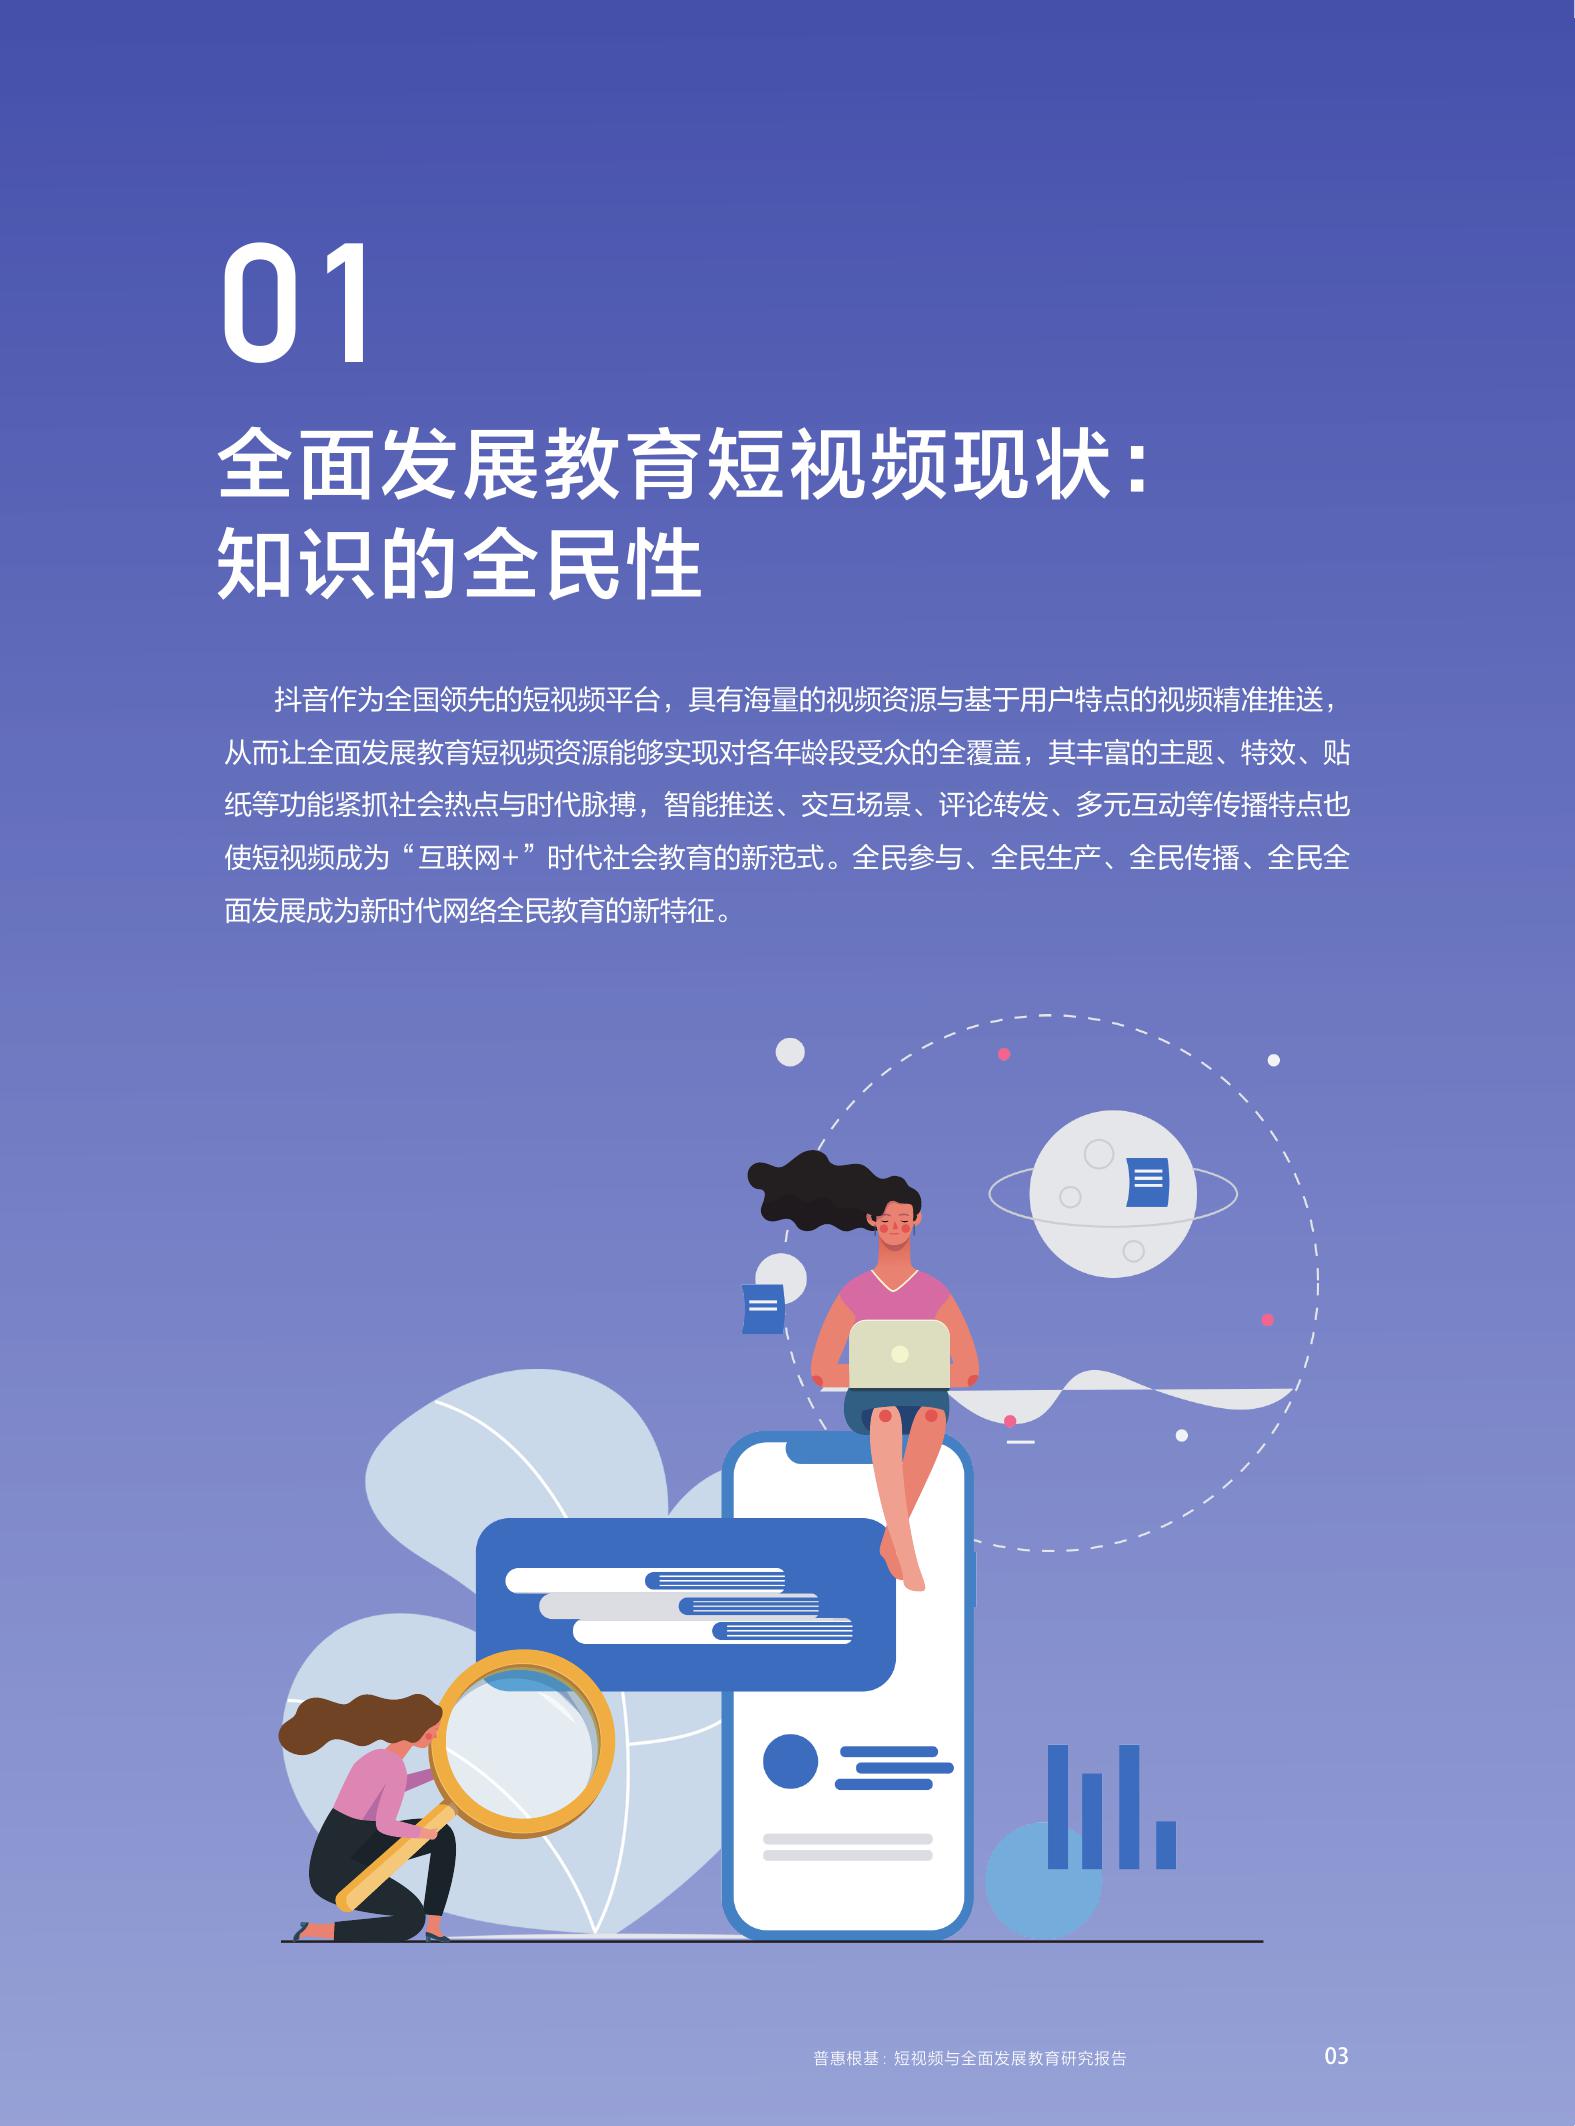 01
全面发展教育短视频现状：
知识的全民性
抖音作为全国领先的短视频平台，具有海量的视频资源与基于用户特点的视频精准推送，
从而让全面发展教育短视频资源能够实现对各年龄段受众的全覆盖，其丰富的主题、特效、贴
纸等功能紧抓社会热点与时代脉搏，智能推送、交互场景、评论转发、多元互动等传播特点也
使短视频成为“互联网+”时代社会教育的新范式。全民参与、全民生产、全民传播、全民全
面发展成为新时代网络全民教育的新特征。
普惠根基：短视频与全面发展教育研究报告 03